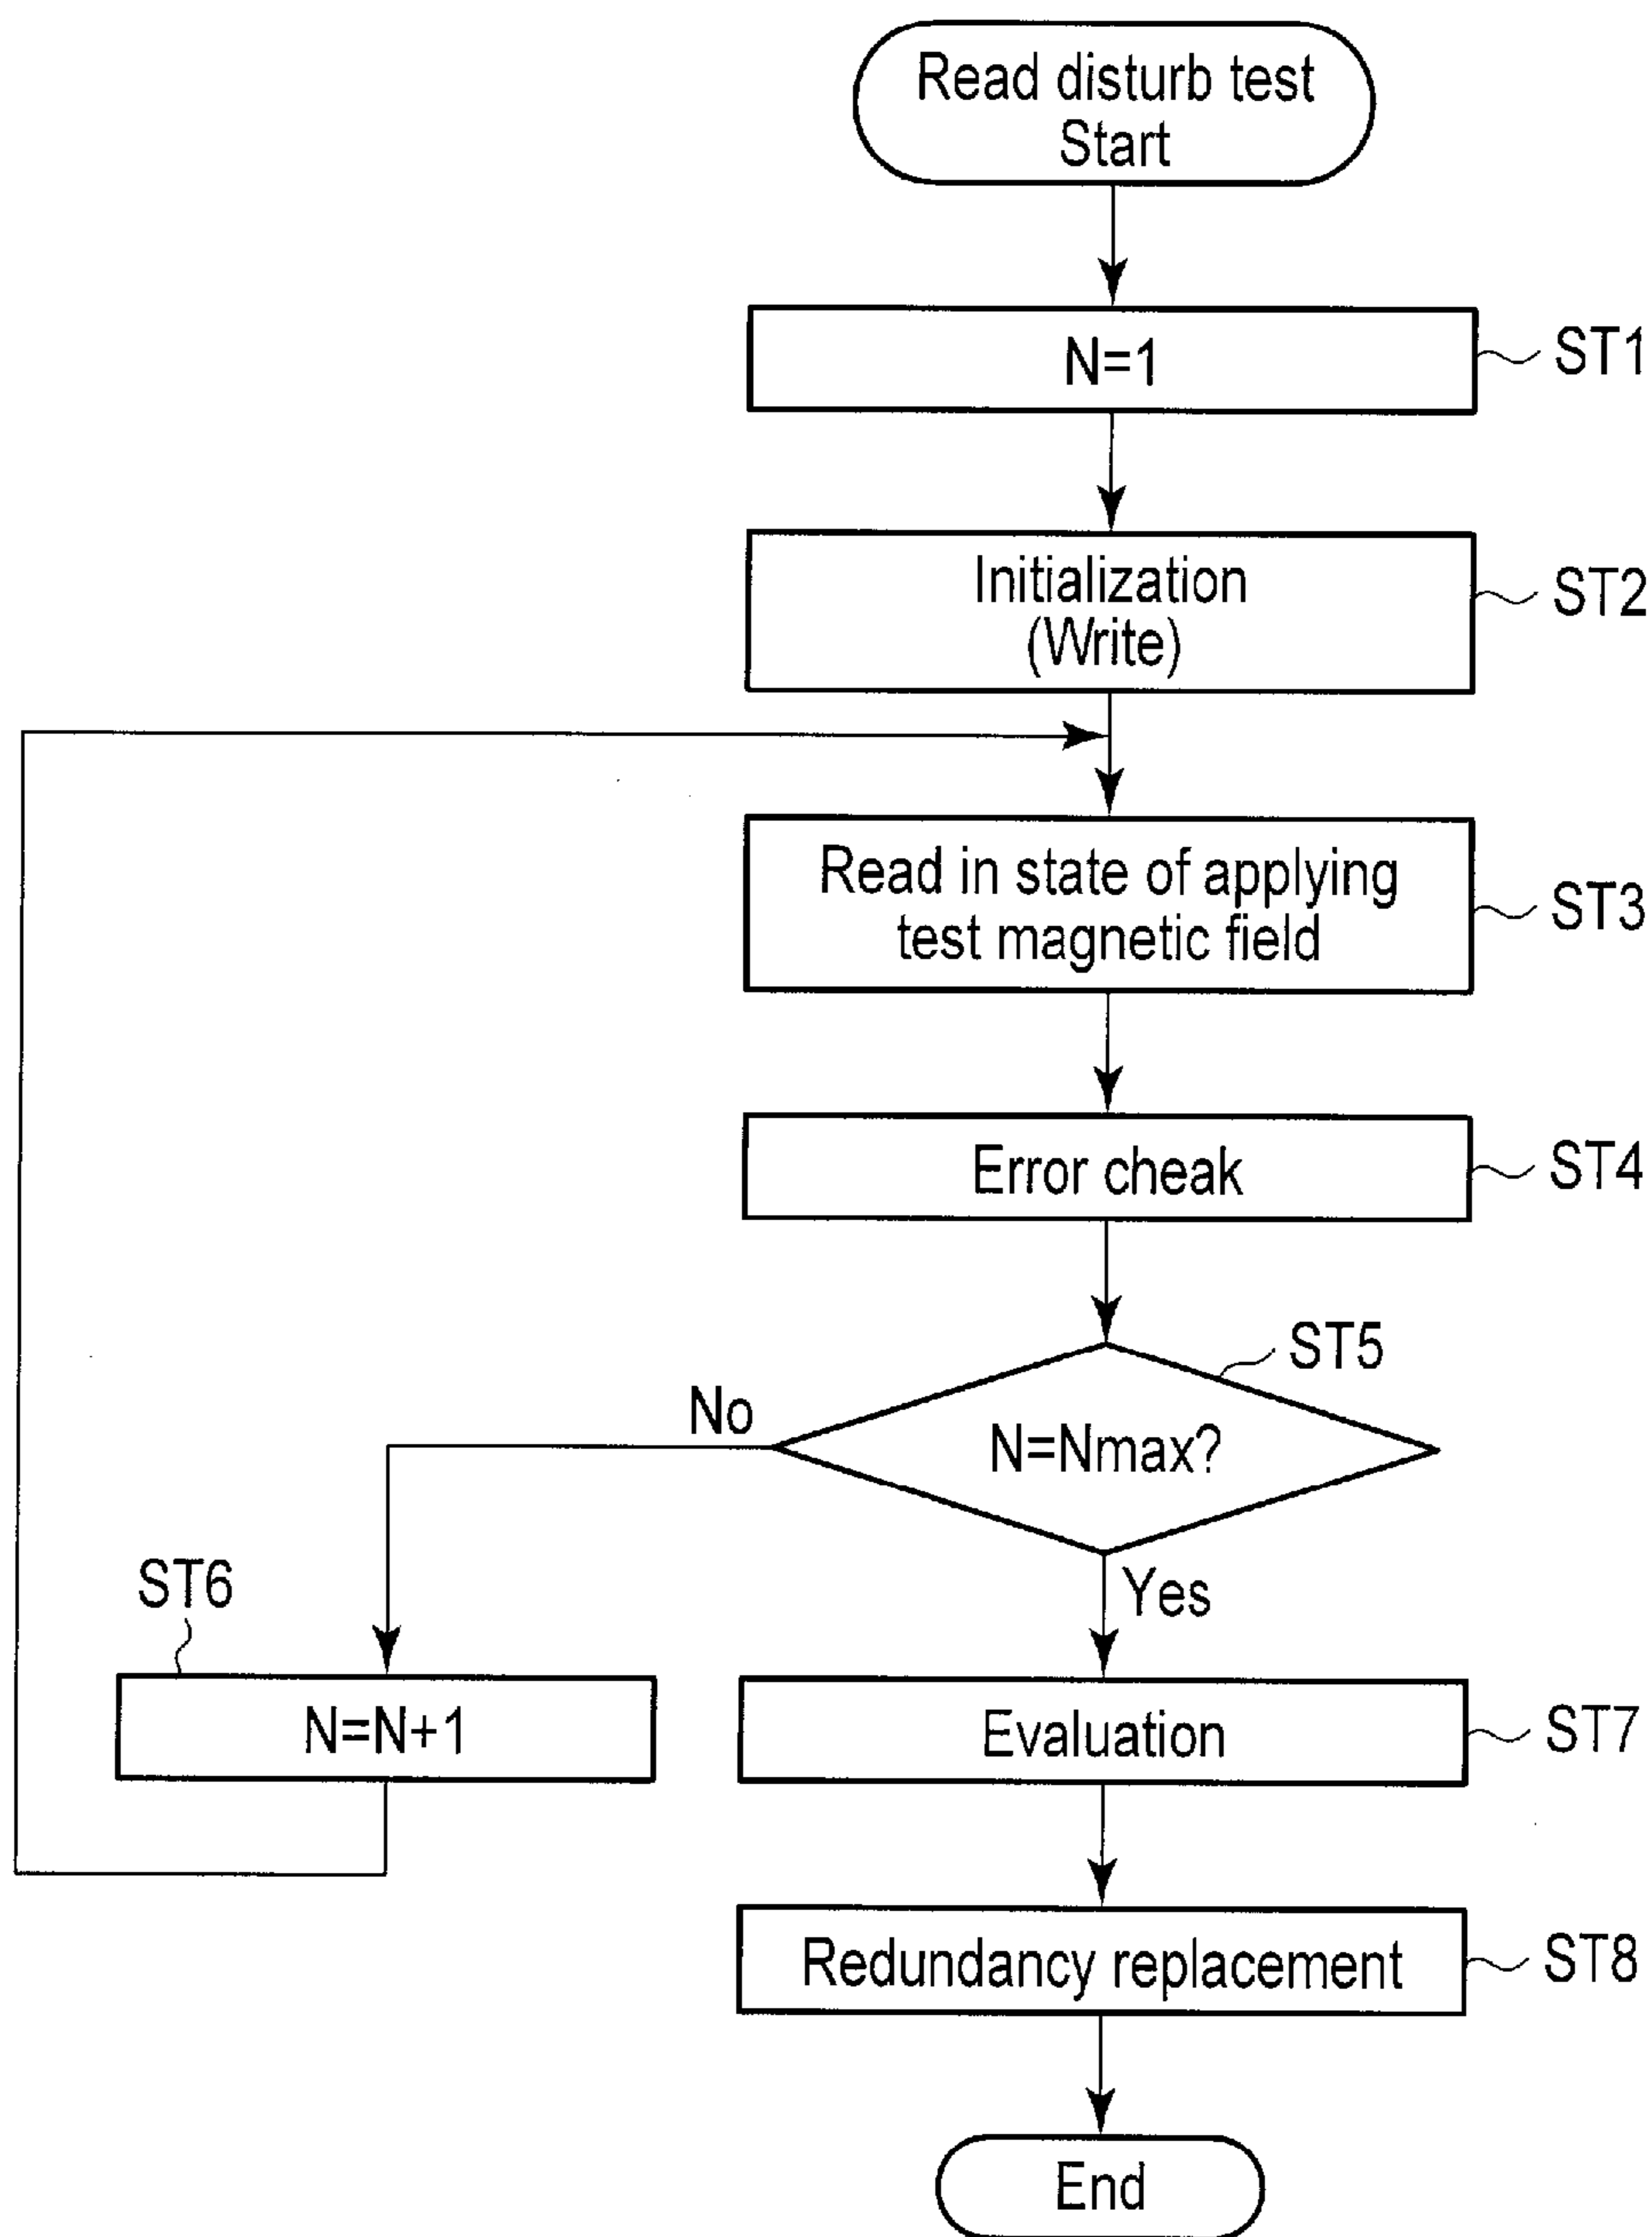 Read disturb test
Start
N=1
ST1
Initialization
(Write)
ST2
Read in state of applying
test magnetic field
ST3
Error cheak
ST4
ST5
No
N=Nmax?
Yes
ST6
N=N+1
Evaluation
ST7
Redundancy replacement
ST8
End